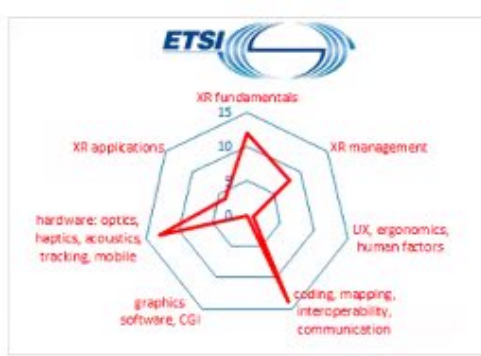 ETSI
XR fundamentals
15
XR applications
10
XR management
5
0
hardware: optics,
haptics, acoustics,
tracking, mobile
UX, ergonomics,
human factors
graphics
software, CGI
coding, mapping,
interoperability,
communication